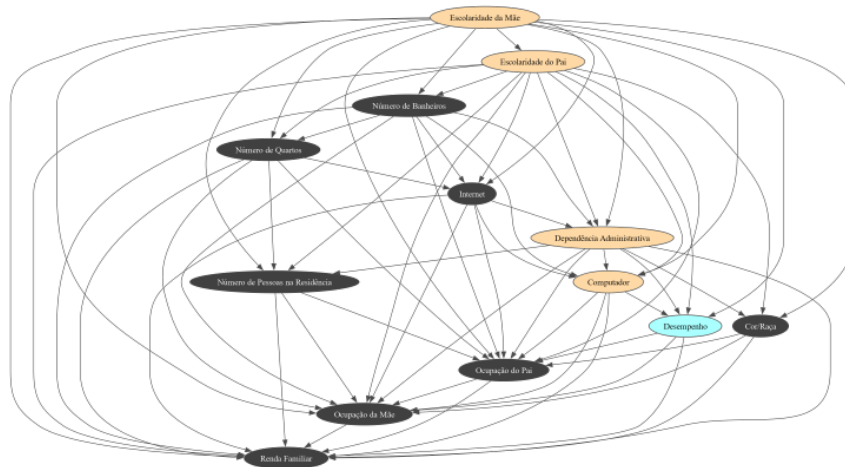 Escolaridade da Mãe
Escolaridade do Pai
Número de Banheiros
Número de Quartos
Internet
Dependência Administrativa
Número de Pessoas na Residência
Computador
Desempenho
Cor/Raça
Ocupação do Pai
Ocupação da Mãe
Renda Familiar